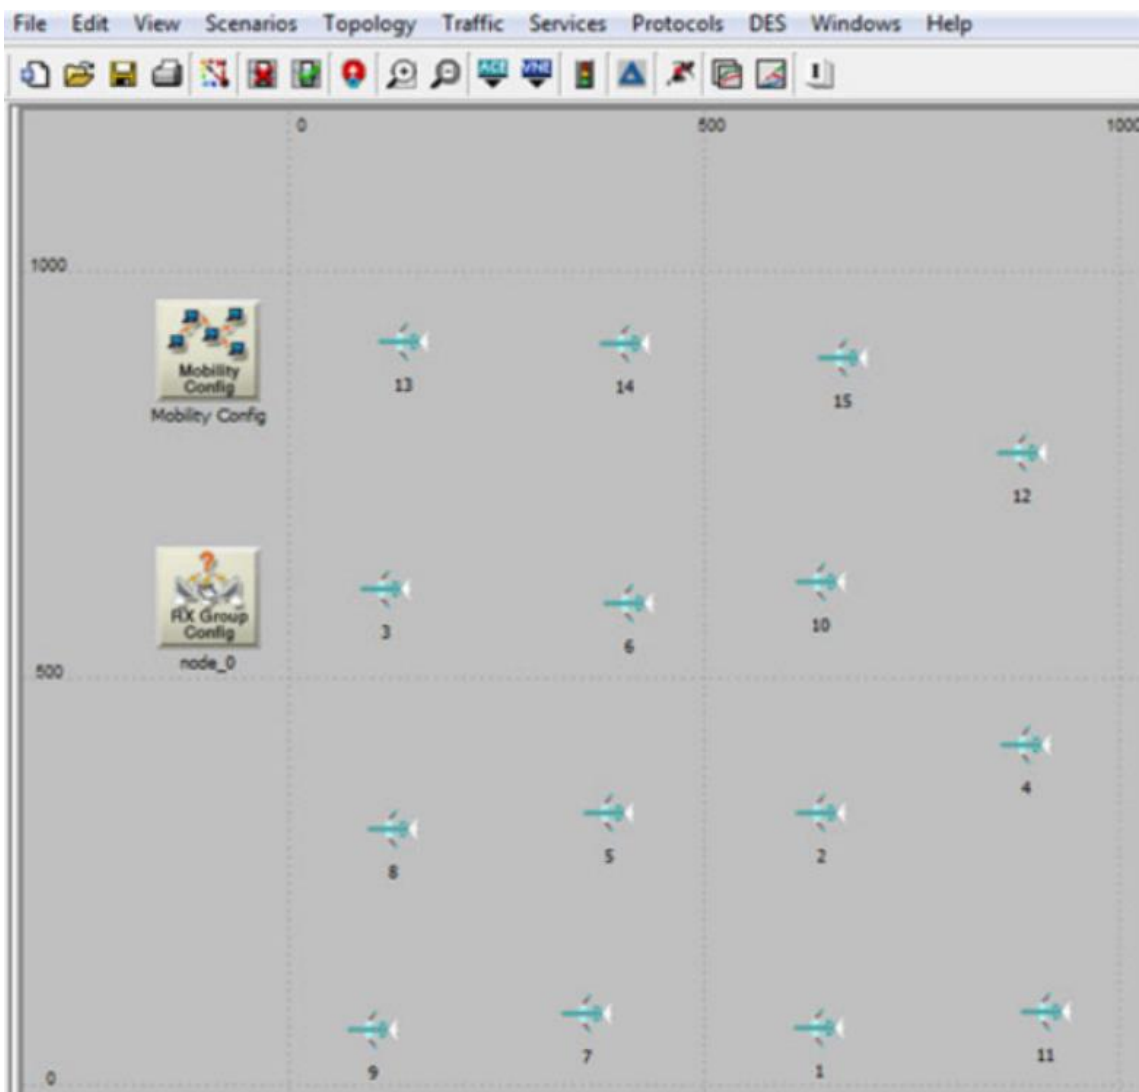 File Edit View Scenarios Topology Traffic Services Protocols DES Windows Help
ACE VNE
0 500 1000
1000
Mobility
Config
Mobility Config
13 14 15
12
RX Group
Config
node_0
3 6 10
500
4
8 5 2
9 7 1 11
0